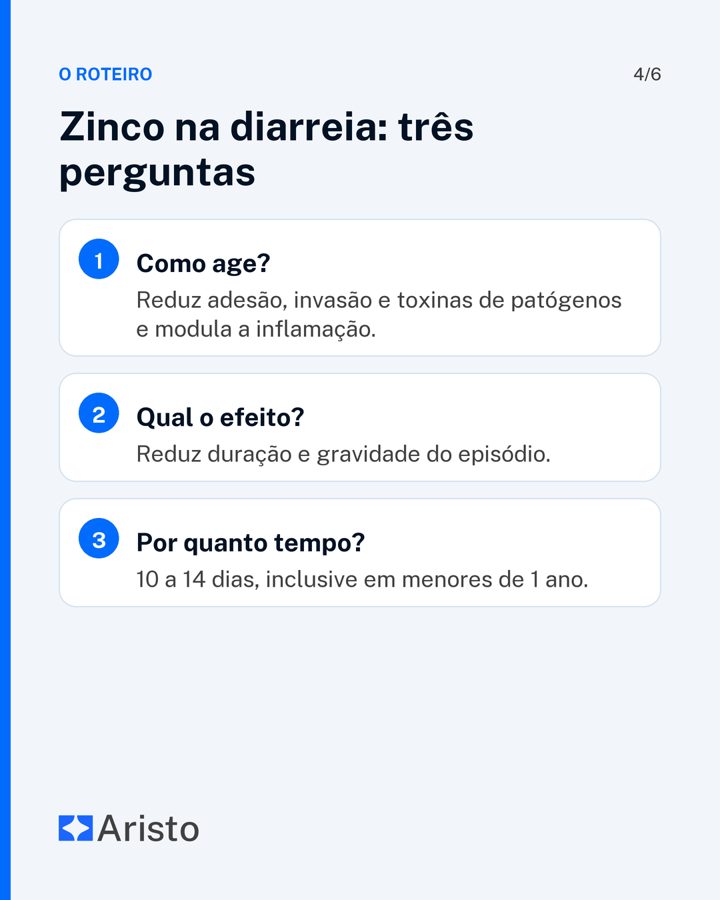 O ROTEIRO
4/6
Zinco na diarreia: três
perguntas
1
Como age?
Reduz adesão, invasão e toxinas de patógenos
e modula a inflamação.
2
Qual o efeito?
Reduz duração e gravidade do episódio.
3
Por quanto tempo?
10 a 14 dias, inclusive em menores de 1 ano.
Aristo